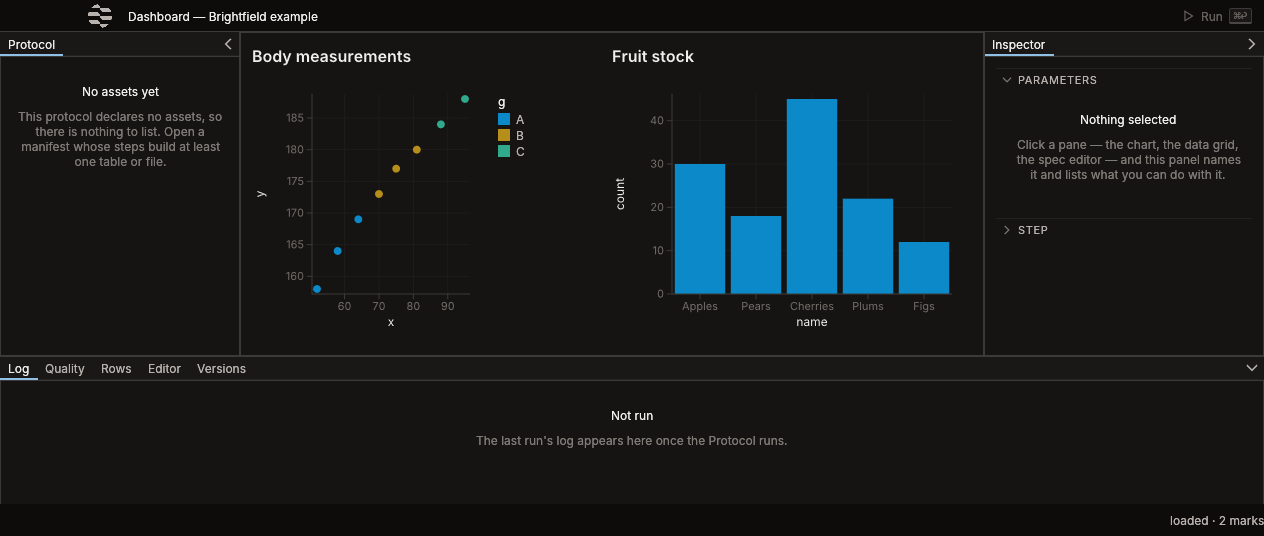 Dashboard — Brightfield example
Run ⌘P
Protocol
No assets yet
This protocol declares no assets, so
there is nothing to list. Open a
manifest whose steps build at least
one table or file.
Body measurements
y
185
180
175
170
165
160
60 70 80 90
x
g
A
B
C
Fruit stock
count
40
30
20
10
0
Apples Pears Cherries Plums Figs
name
Inspector
PARAMETERS
Nothing selected
Click a pane — the chart, the data grid,
the spec editor — and this panel names
it and lists what you can do with it.
STEP
Log Quality Rows Editor Versions
Not run
The last run's log appears here once the Protocol runs.
loaded · 2 marks